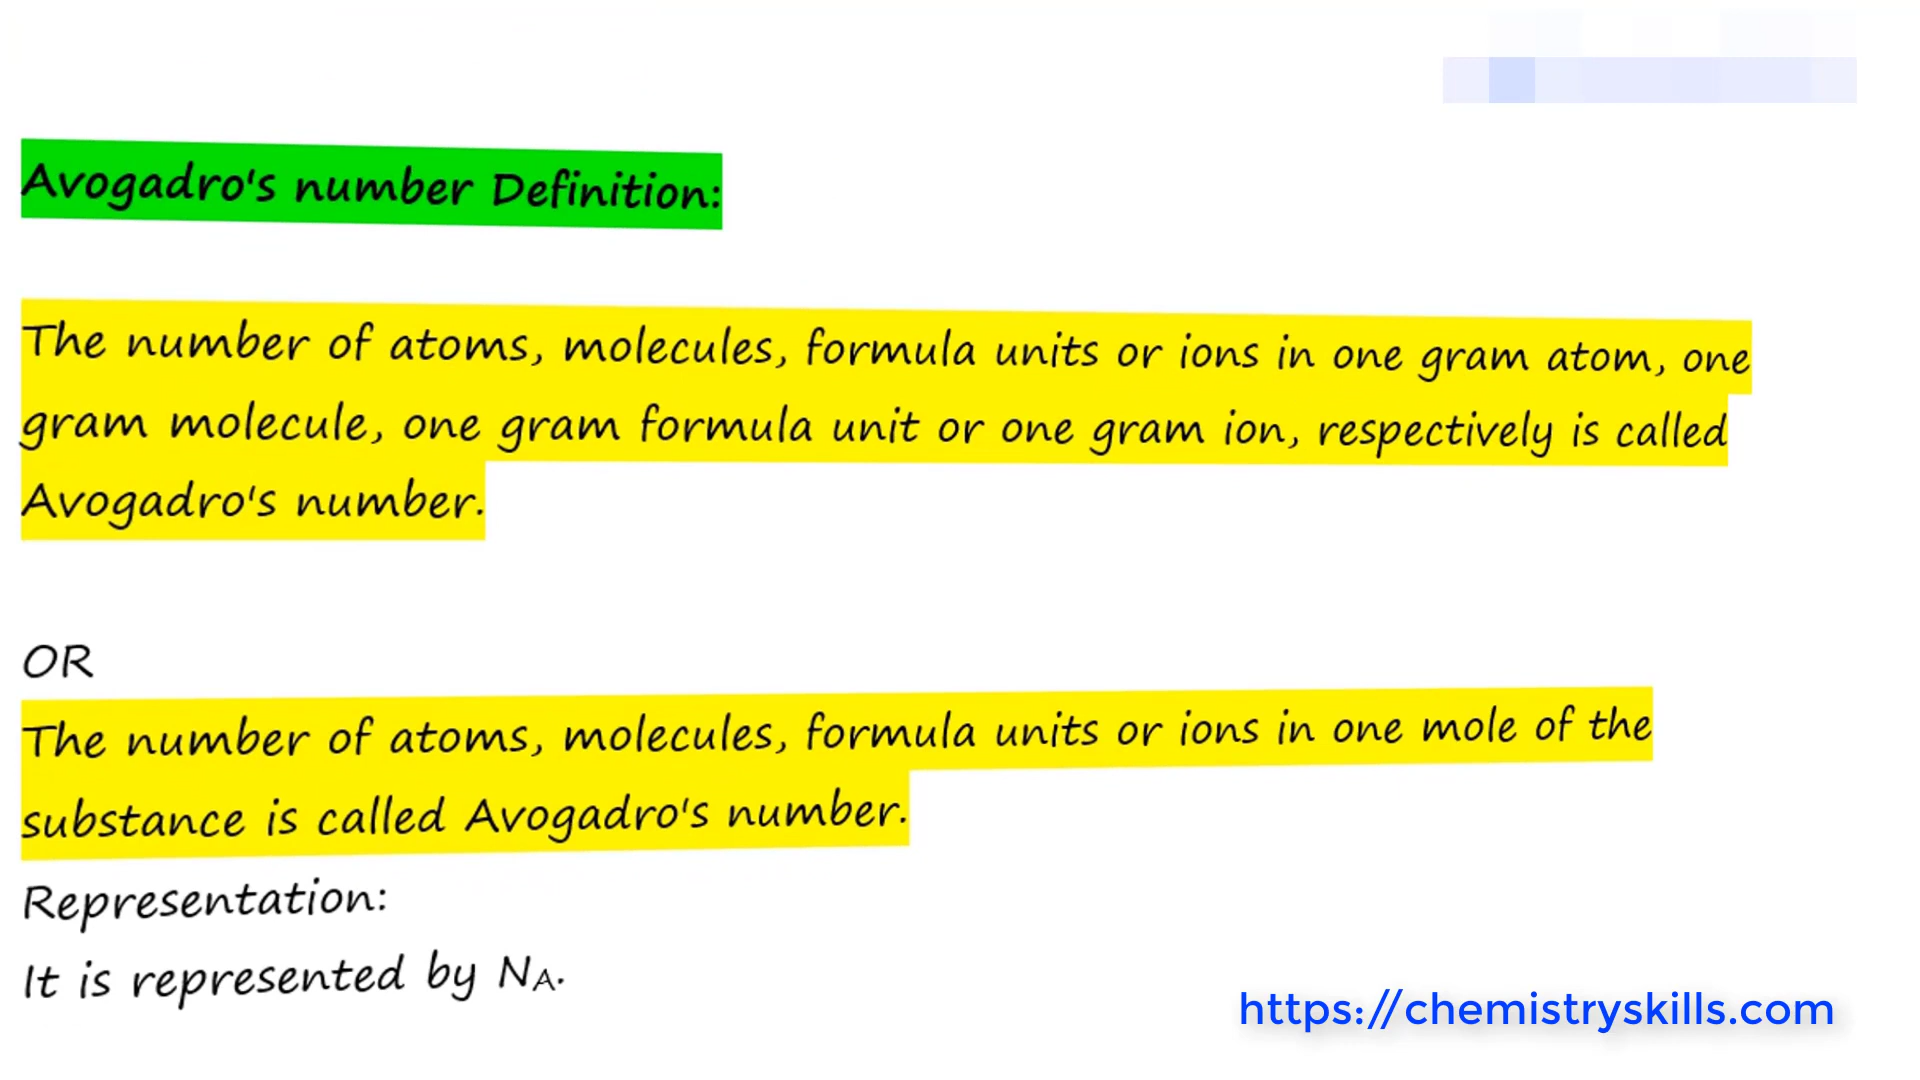 Avogadro's number Definition:
The number of atoms, molecules, formula units or ions in one gram atom, one
gram molecule, one gram formula unit or one gram ion, respectively is called
Avogadro's number.
OR
The number of atoms, molecules, formula units or ions in one mole of the
substance is called Avogadro's number.
Representation:
It is represented by NA.
https://chemistryskills.com